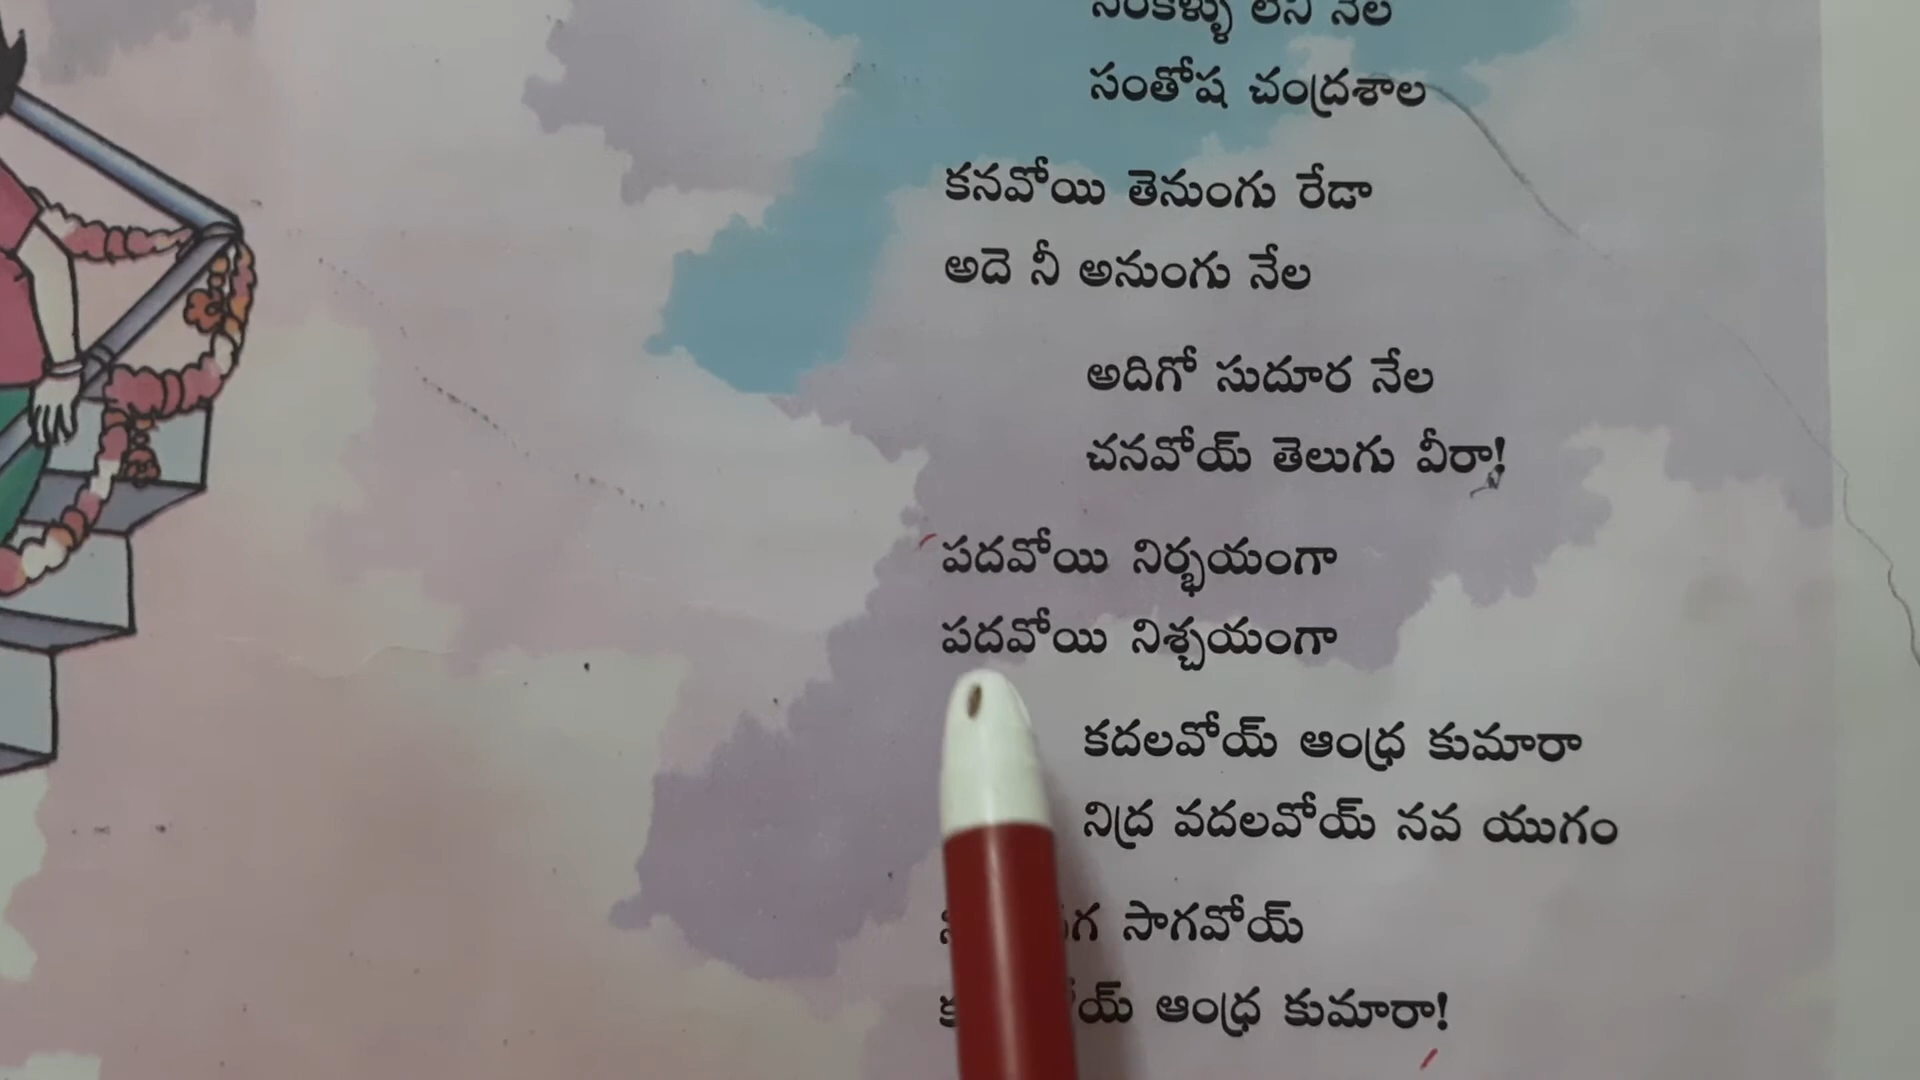 లేని నేల
సంతోష చంద్రశాల
కనవోయి తెనుంగు రేడా
అదె నీ అనుంగు నేల
అదిగో సుదూర నేల
చనవోయ్ తెలుగు వీరా!
పదవోయి నిర్భయంగా
పదవోయి నిశ్చయంగా
కదలవోయ్ ఆంధ్ర కుమారా
నిద్ర వదలవోయ్ నవ యుగం
సాగవోయ్
ఆంధ్ర కుమారా!